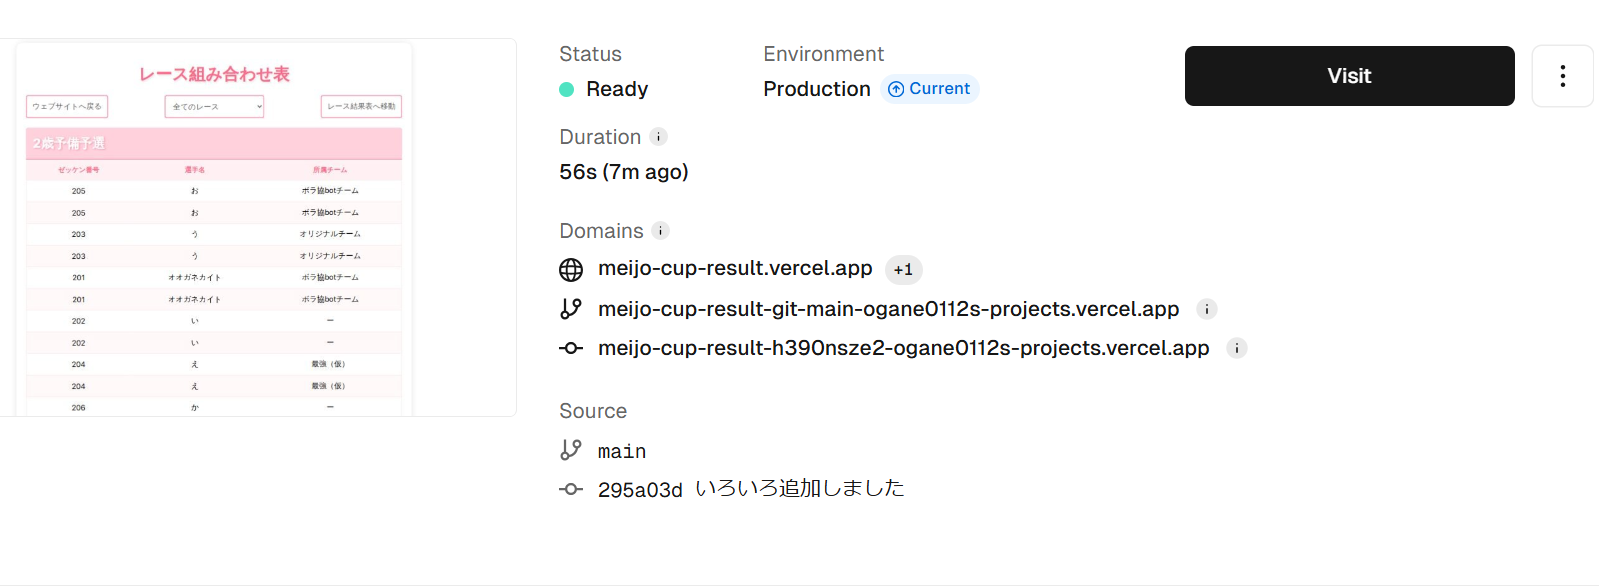 レース組み合わせ表
ウェブサイトへ戻る 全てのレース レース結果表へ移動
2歳予備予選
ゼッケン番号 選手名 所属チーム
205 お ボラ協botチーム
205 お ボラ協botチーム
203 う オリジナルチーム
203 う オリジナルチーム
201 オオガネカイト ボラ協botチーム
201 オオガネカイト ボラ協botチーム
202 い ー
202 い ー
204 え 最強（仮）
204 え 最強（仮）
206 か ー
Status Environment
Ready Production Current
Visit
Duration
56s (7m ago)
Domains
meijo-cup-result.vercel.app +1
meijo-cup-result-git-main-ogane0112s-projects.vercel.app
meijo-cup-result-h390nsze2-ogane0112s-projects.vercel.app
Source
main
295a03d いろいろ追加しました